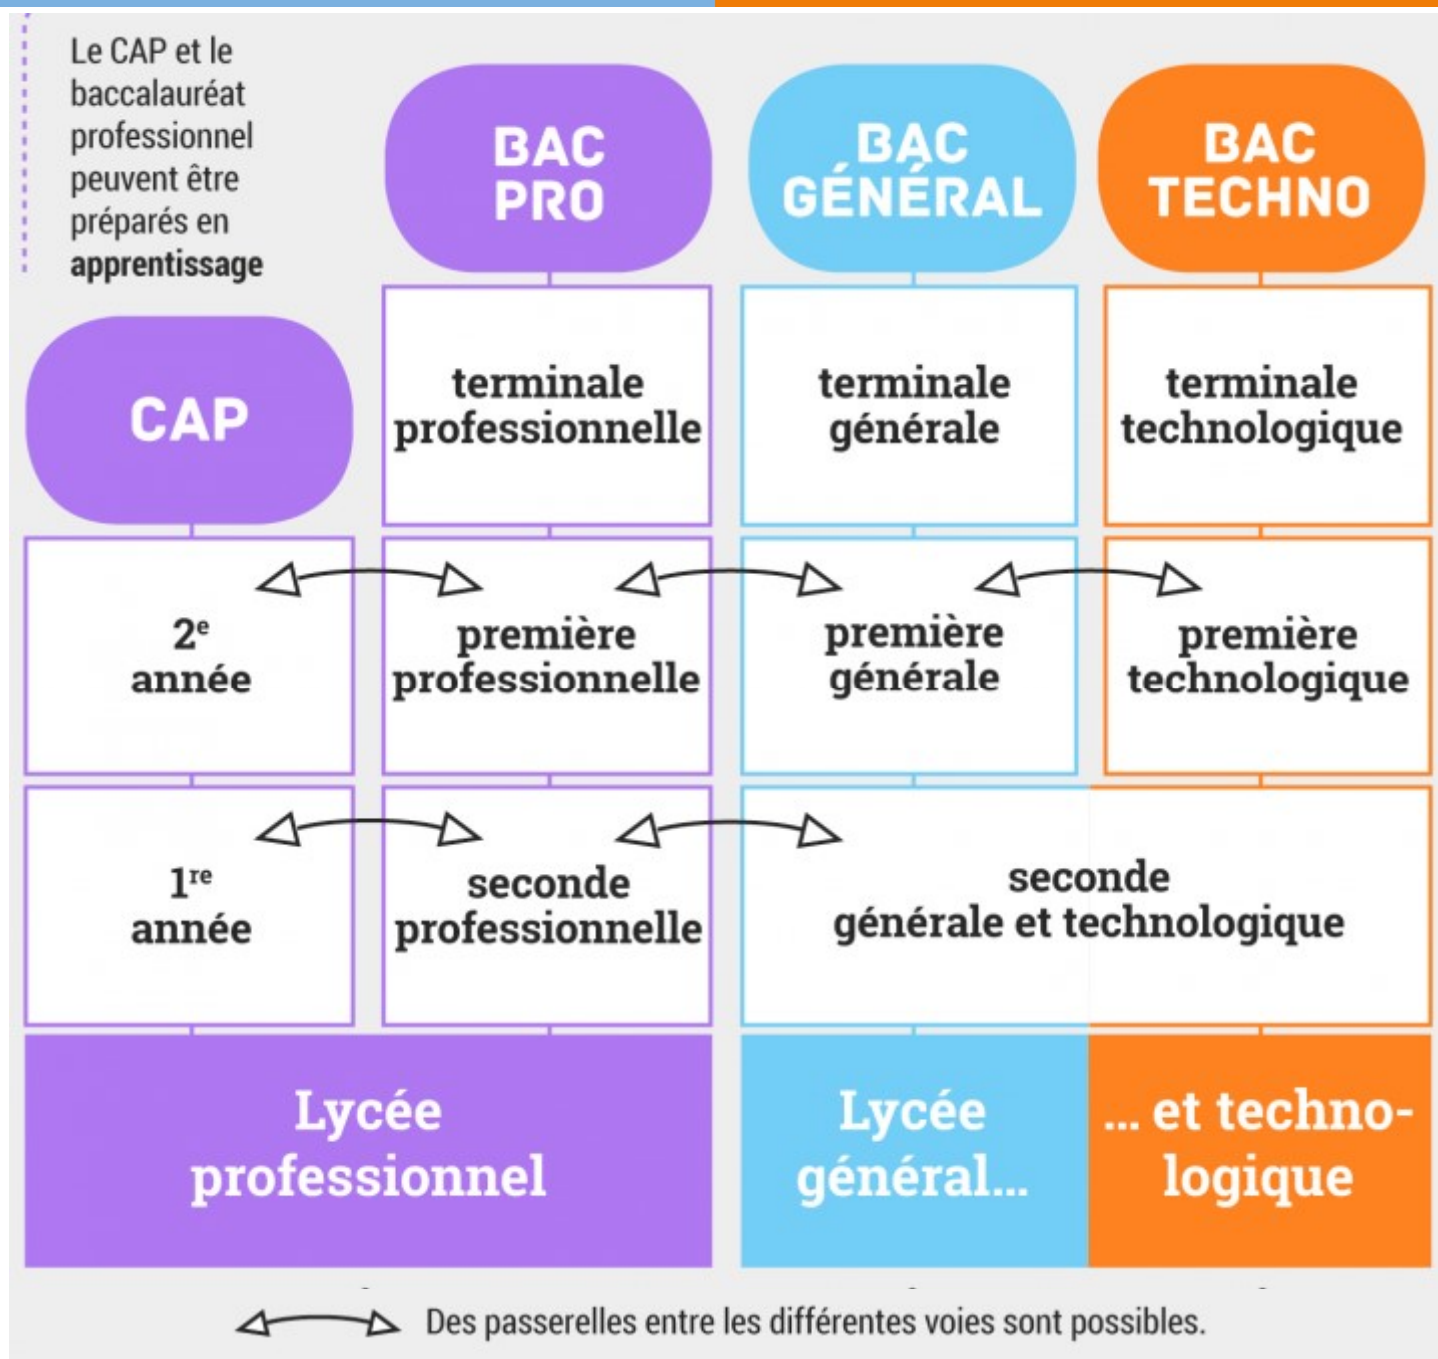 Le CAP et le
baccalauréat
professionnel
peuvent être
préparés en
apprentissage
BAC
PRO
BAC
GÉNÉRAL
BAC
TECHNO
CAP
terminale
professionnelle
terminale
générale
terminale
technologique
2e
année
première
professionnelle
première
générale
première
technologique
1re
année
seconde
professionnelle
seconde
générale et technologique
Lycée
professionnel
Lycée
général...
... et techno-
logique
Des passerelles entre les différentes voies sont possibles.